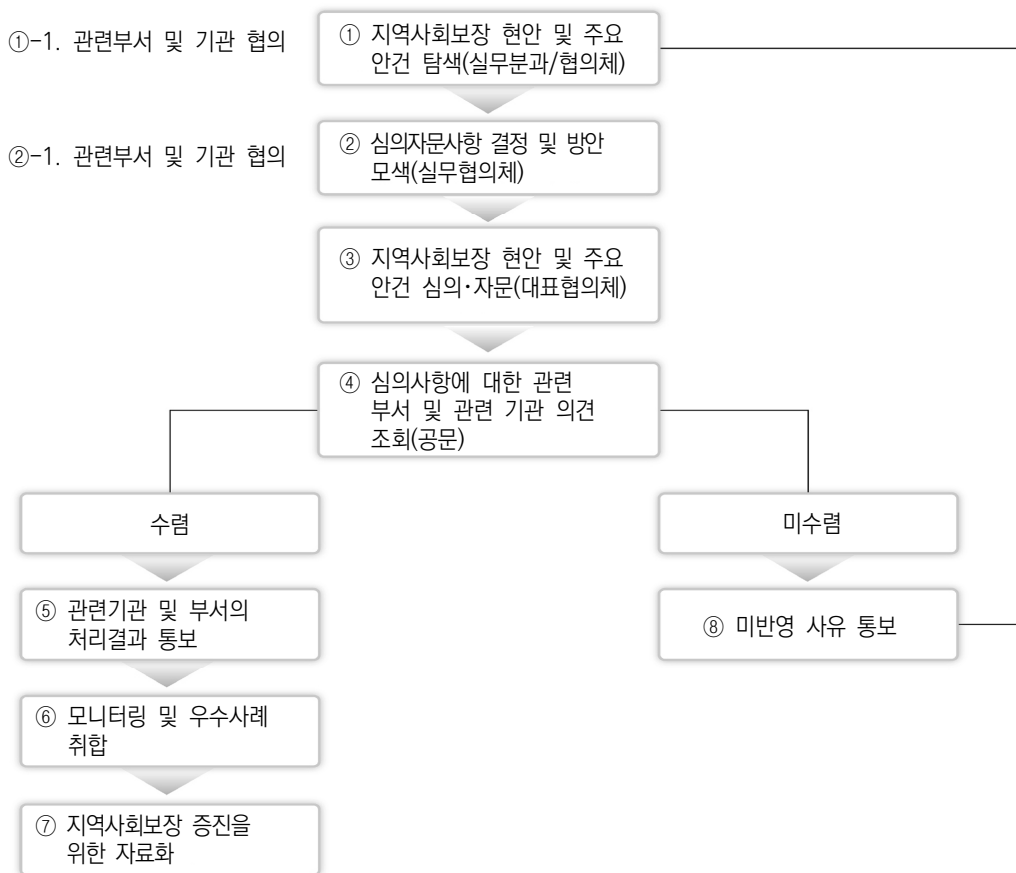 ①-1. 관련부서 및 기관 협의
① 지역사회보장 현안 및 주요
안건 탐색(실무분과/협의체)
②-1. 관련부서 및 기관 협의
② 심의자문사항 결정 및 방안
모색(실무협의체)
③ 지역사회보장 현안 및 주요
안건 심의·자문(대표협의체)
④ 심의사항에 대한 관련
부서 및 관련 기관 의견
조회(공문)
수렴
미수렴
⑤ 관련기관 및 부서의
처리결과 통보
⑧ 미반영 사유 통보
⑥ 모니터링 및 우수사례
취합
⑦ 지역사회보장 증진을
위한 자료화